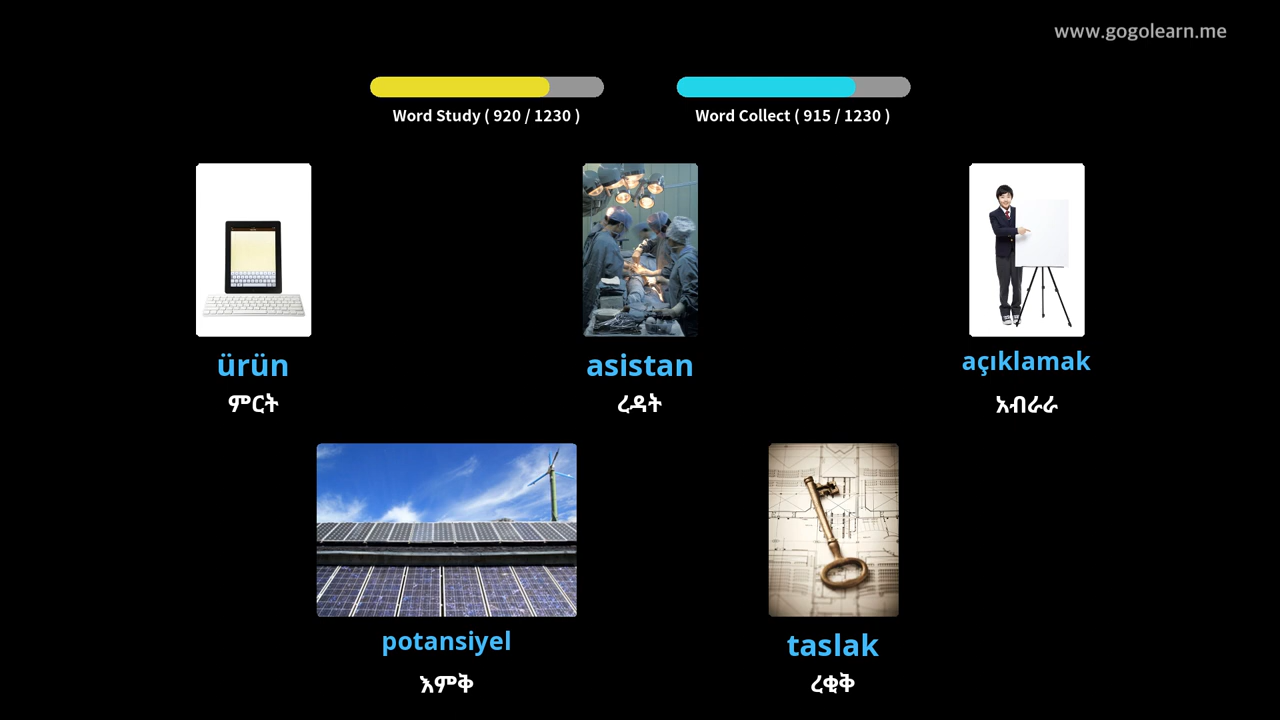 www.gogolearn.me
Word Study ( 920 / 1230 )
Word Collect ( 915 / 1230 )
ürün
asistan
açıklamak
ምርት
ረዳት
አብራራ
potansiyel
taslak
እምቅ
ረቂቅ